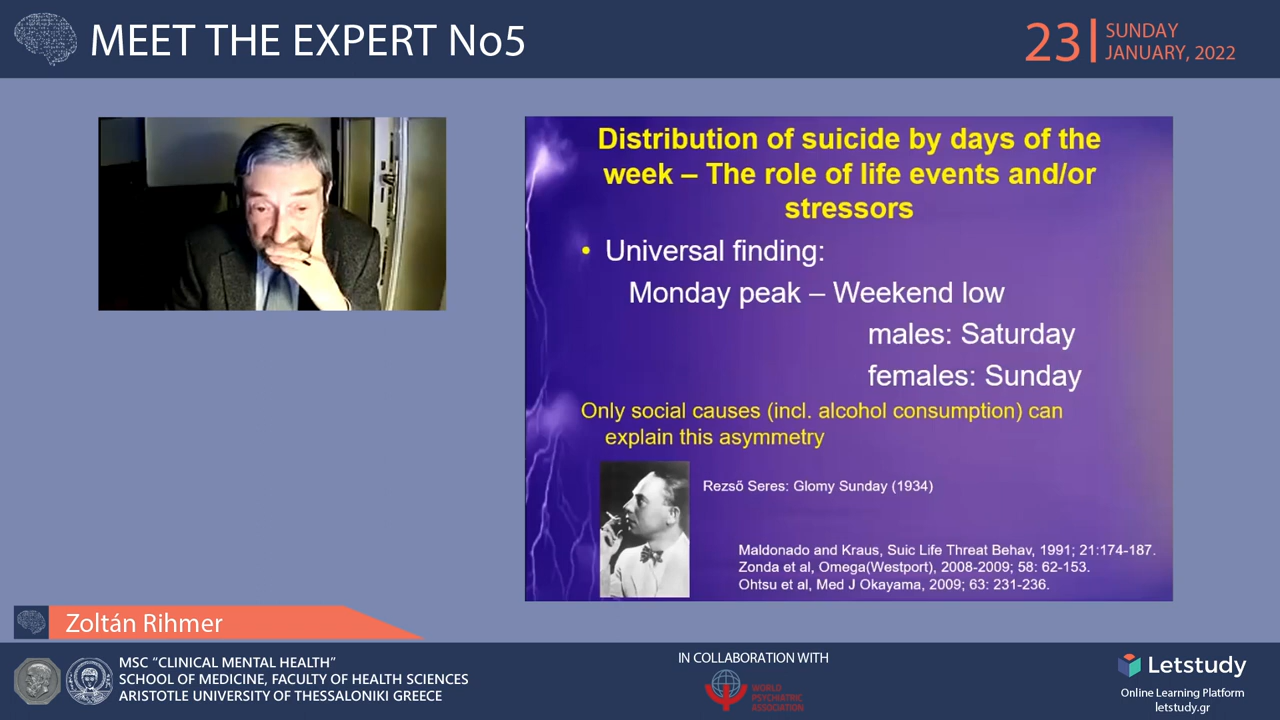 MEET THE EXPERT No5
23
SUNDAY
JANUARY, 2022
Distribution of suicide by days of the
week – The role of life events and/or
stressors
• Universal finding:
Monday peak – Weekend low
males: Saturday
females: Sunday
Only social causes (incl. alcohol consumption) can
explain this asymmetry
Rezső Seres: Glomy Sunday (1934)
Maldonado and Kraus, Suic Life Threat Behav, 1991; 21:174-187.
Zonda et al, Omega(Westport), 2008-2009; 58: 62-153.
Ohtsu et al, Med J Okayama, 2009; 63: 231-236.
Zoltán Rihmer
MSC “CLINICAL MENTAL HEALTH”
SCHOOL OF MEDICINE, FACULTY OF HEALTH SCIENCES
ARISTOTLE UNIVERSITY OF THESSALONIKI GREECE
IN COLLABORATION WITH
WORLD
PSYCHIATRIC
ASSOCIATION
Letstudy
Online Learning Platform
letstudy.gr